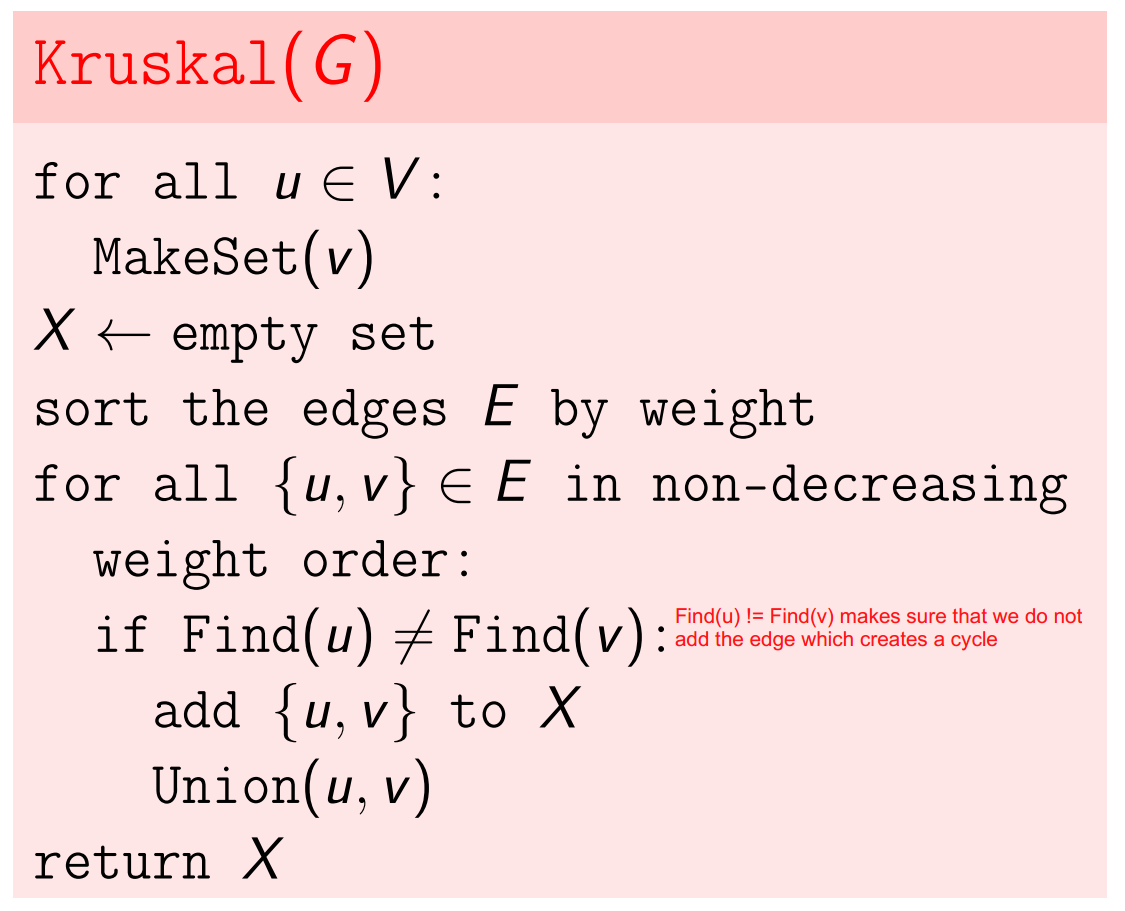 Kruskal(G)
for all u ∈ V:
MakeSet(v)
X ← empty set
sort the edges E by weight
for all {u, v} ∈ E in non-decreasing
weight order:
if Find(u) ≠ Find(v):
Find(u) != Find(v) makes sure that we do not
add the edge which creates a cycle
add {u, v} to X
Union(u, v)
return X